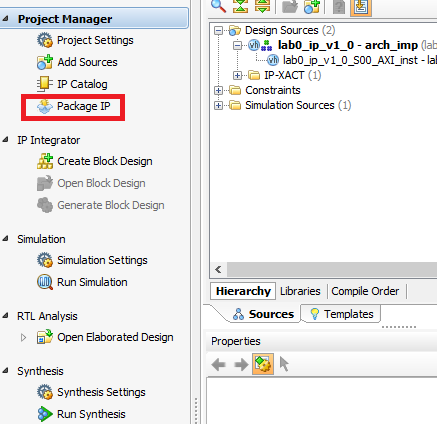 Project Manager
Project Settings
Add Sources
IP Catalog
Package IP
IP Integrator
Create Block Design
Open Block Design
Generate Block Design
Simulation
Simulation Settings
Run Simulation
RTL Analysis
Open Elaborated Design
Synthesis
Synthesis Settings
Run Synthesis
Design Sources (2)
lab0_ip_v1_0 - arch_imp (lab
lab0_ip_v1_0_S00_AXI_inst - la
IP-XACT (1)
Constraints
Simulation Sources (1)
Hierarchy Libraries Compile Order
Sources Templates
Properties